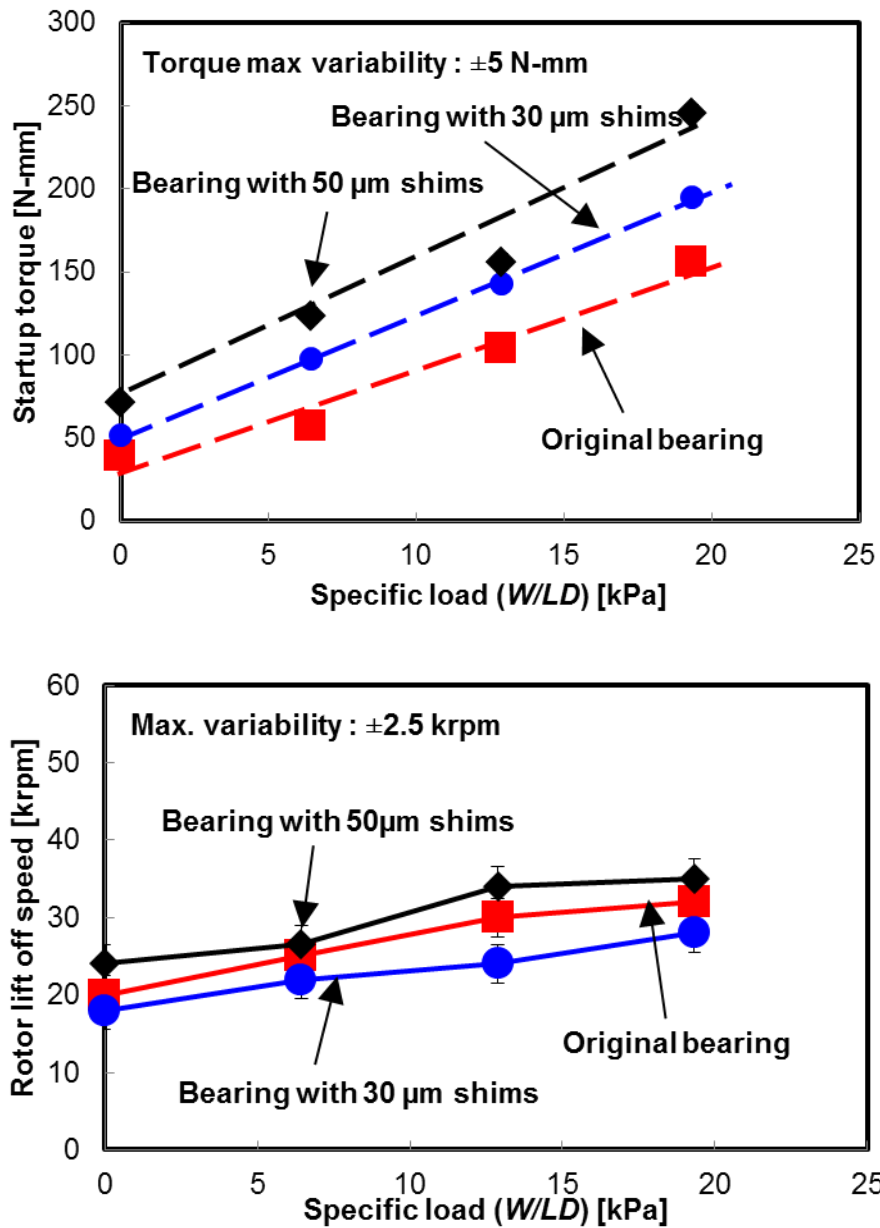 300
Torque max variability : ±5 N-mm
250
Bearing with 30 µm shims
200
Bearing with 50 µm shims
150
100
Original bearing
50
0
Startup torque [N-mm]
0 5 10 15 20 25
Specific load (W/LD) [kPa]
60
Max. variability : ±2.5 krpm
50
Bearing with 50µm shims
40
30
20
Original bearing
10
Bearing with 30 µm shims
0
Rotor lift off speed [krpm]
0 5 10 15 20 25
Specific load (W/LD) [kPa]